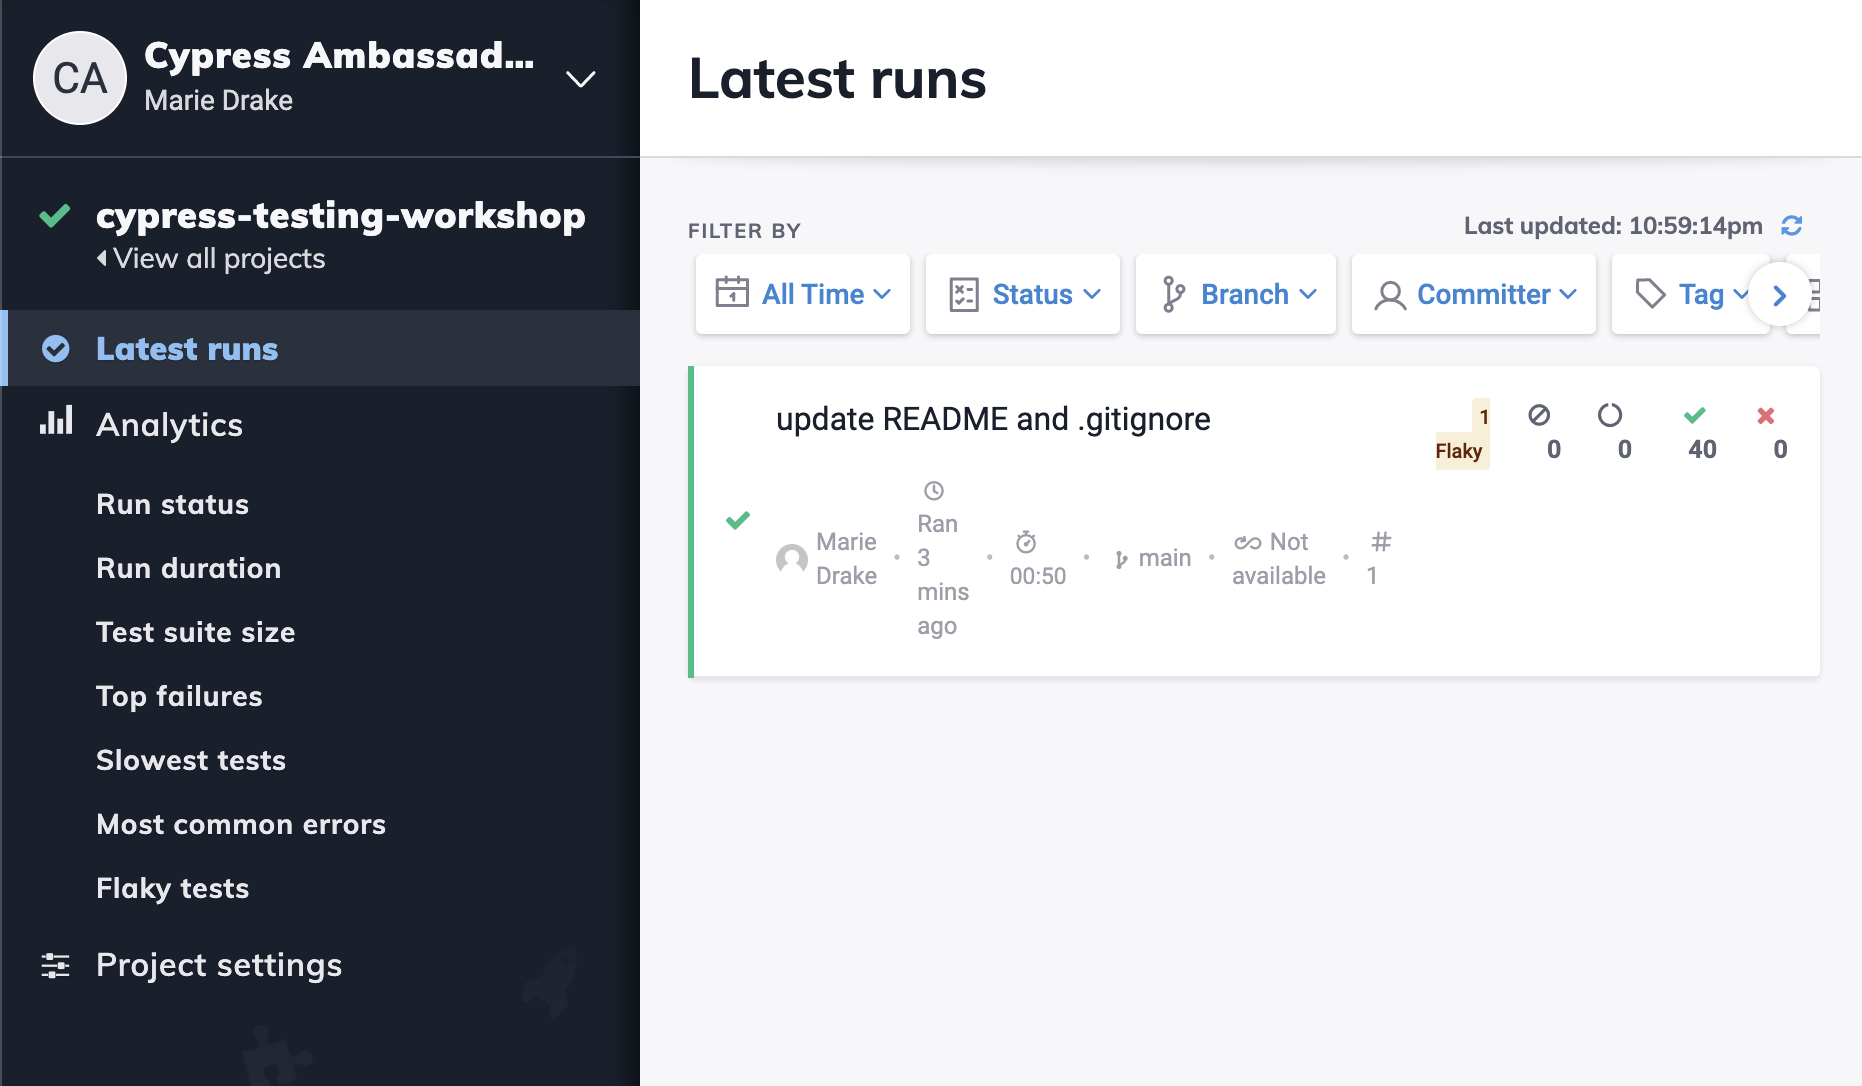 CA
Cypress Ambassad...
Marie Drake
cypress-testing-workshop
View all projects
Latest runs
Analytics
Run status
Run duration
Test suite size
Top failures
Slowest tests
Most common errors
Flaky tests
Project settings
Latest runs
FILTER BY
Last updated: 10:59:14pm
1 All Time
Status
Branch
Committer
Tag
update README and .gitignore
1
Flaky
0
0
40
0
Marie
Drake
Ran
3
mins
ago
00:50
main
Not
available
#
1